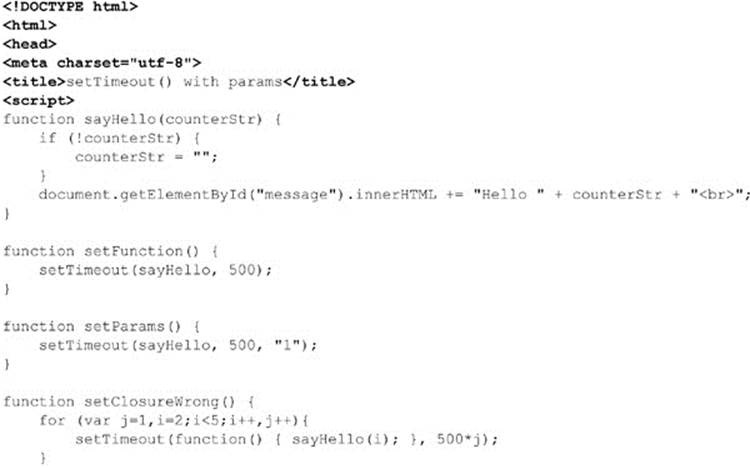 <!DOCTYPE html>
<html>
<head>
<meta charset="utf-8">
<title>setTimeout() with params</title>
<script>
function sayHello(counterStr) {
    if (!counterStr) {
        counterStr = "";
    }
    document.getElementById("message").innerHTML += "Hello " + counterStr + "<br>";
}

function setFunction() {
    setTimeout(sayHello, 500);
}

function setParams() {
    setTimeout(sayHello, 500, "1");
}

function setClosureWrong() {
    for (var j=1,i=2;i<5;i++,j++){
        setTimeout(function() { sayHello(i); }, 500*j);
    }